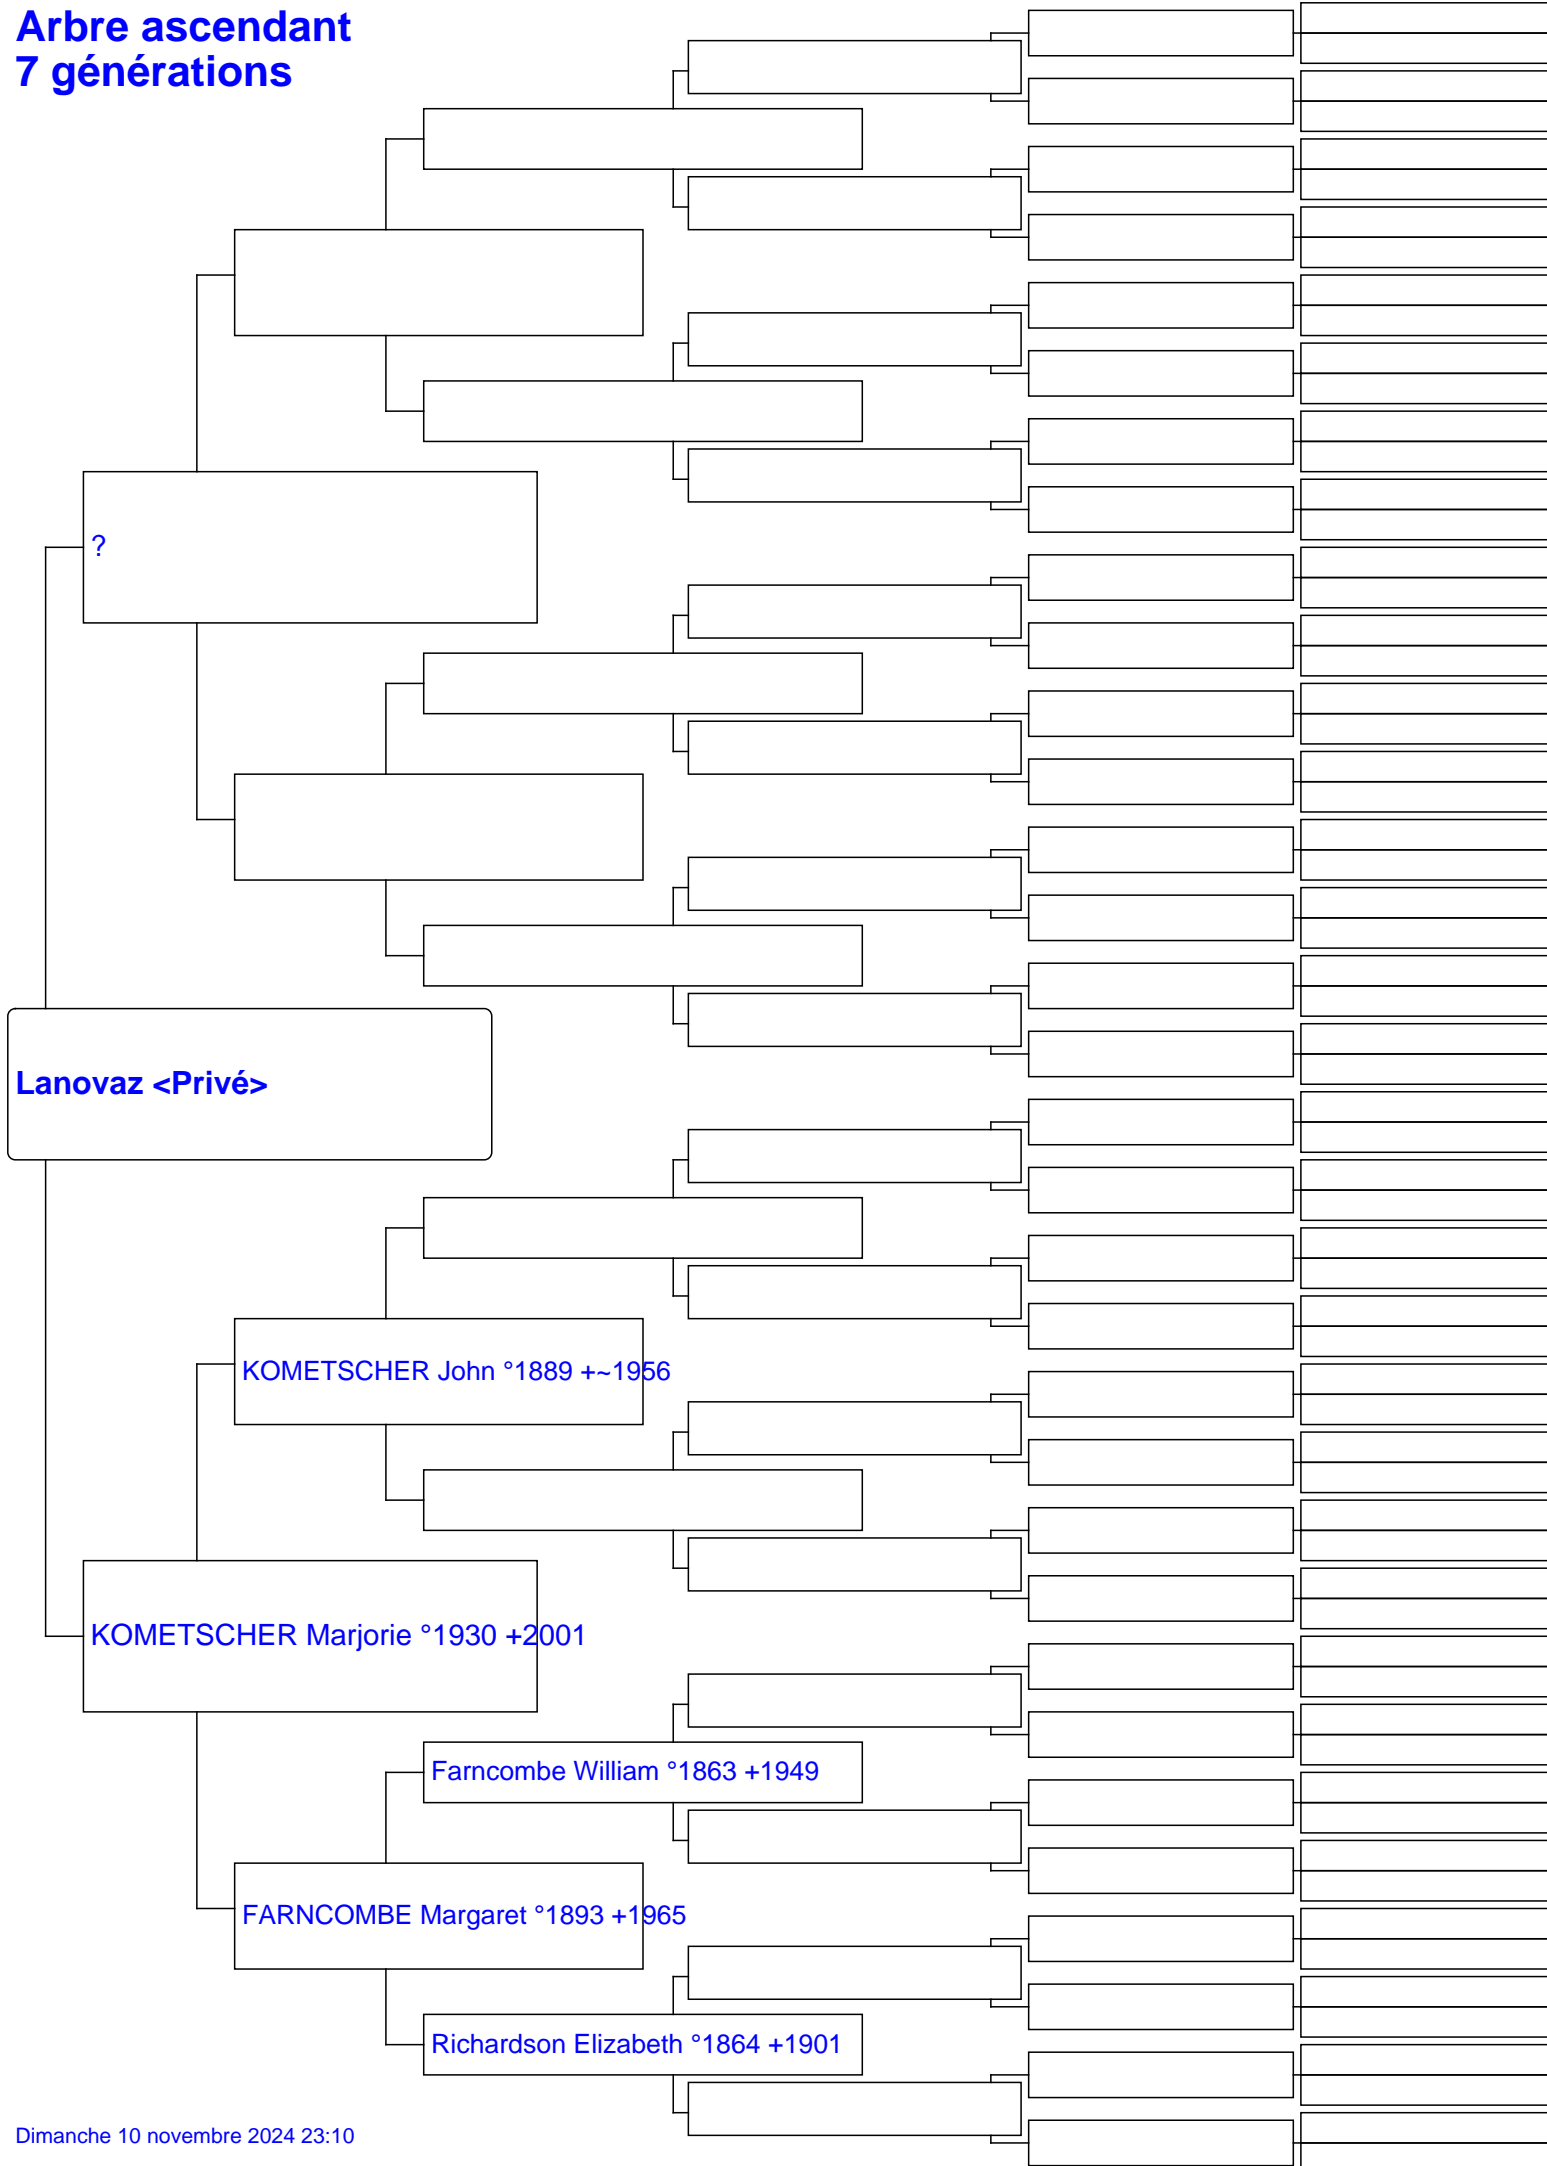 Arbre ascendant
7 générations
?
Lanovaz <Privé>
KOMETSCHER John °1889 +~1956
KOMETSCHER Marjorie °1930 +2001
Farncombe William °1863 +1949
FARNCOMBE Margaret °1893 +1965
Richardson Elizabeth °1864 +1901
Dimanche 10 novembre 2024 23:10